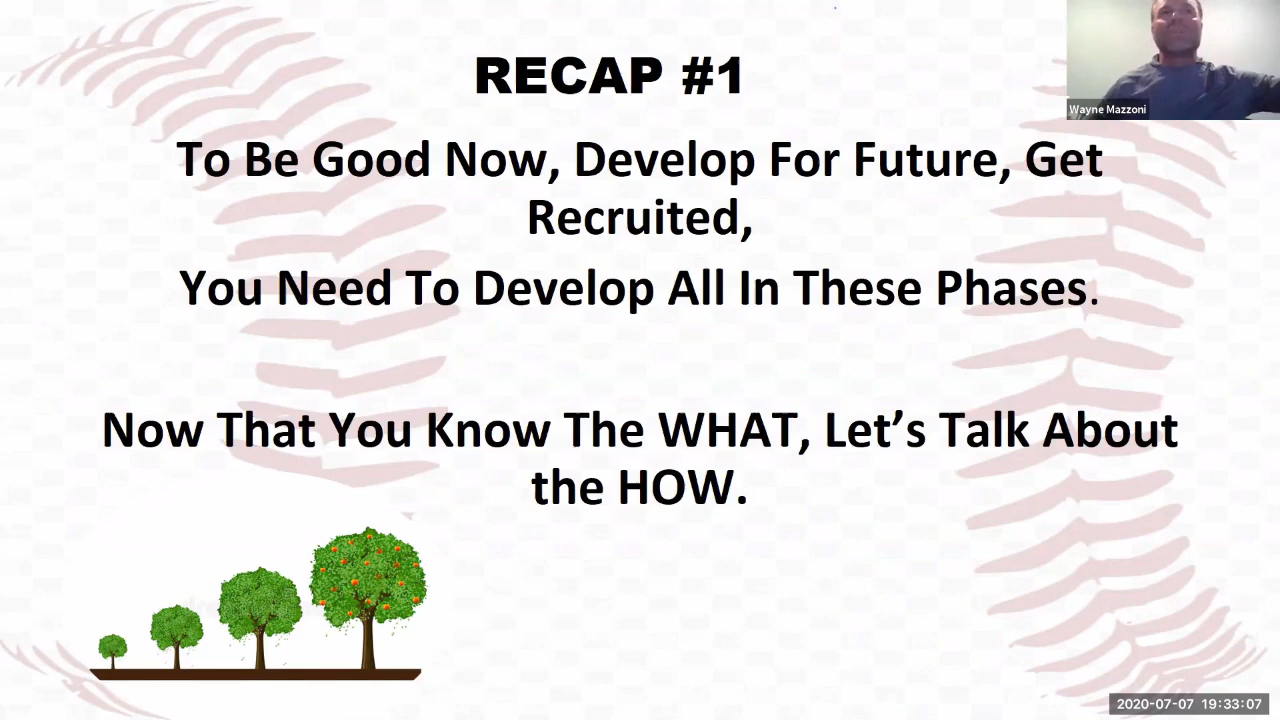 RECAP #1
Wayne Mazzoni
To Be Good Now, Develop For Future, Get
Recruited,
You Need To Develop All In These Phases.
Now That You Know The WHAT, Let’s Talk About
the HOW.
2020-07-07 19:33:07